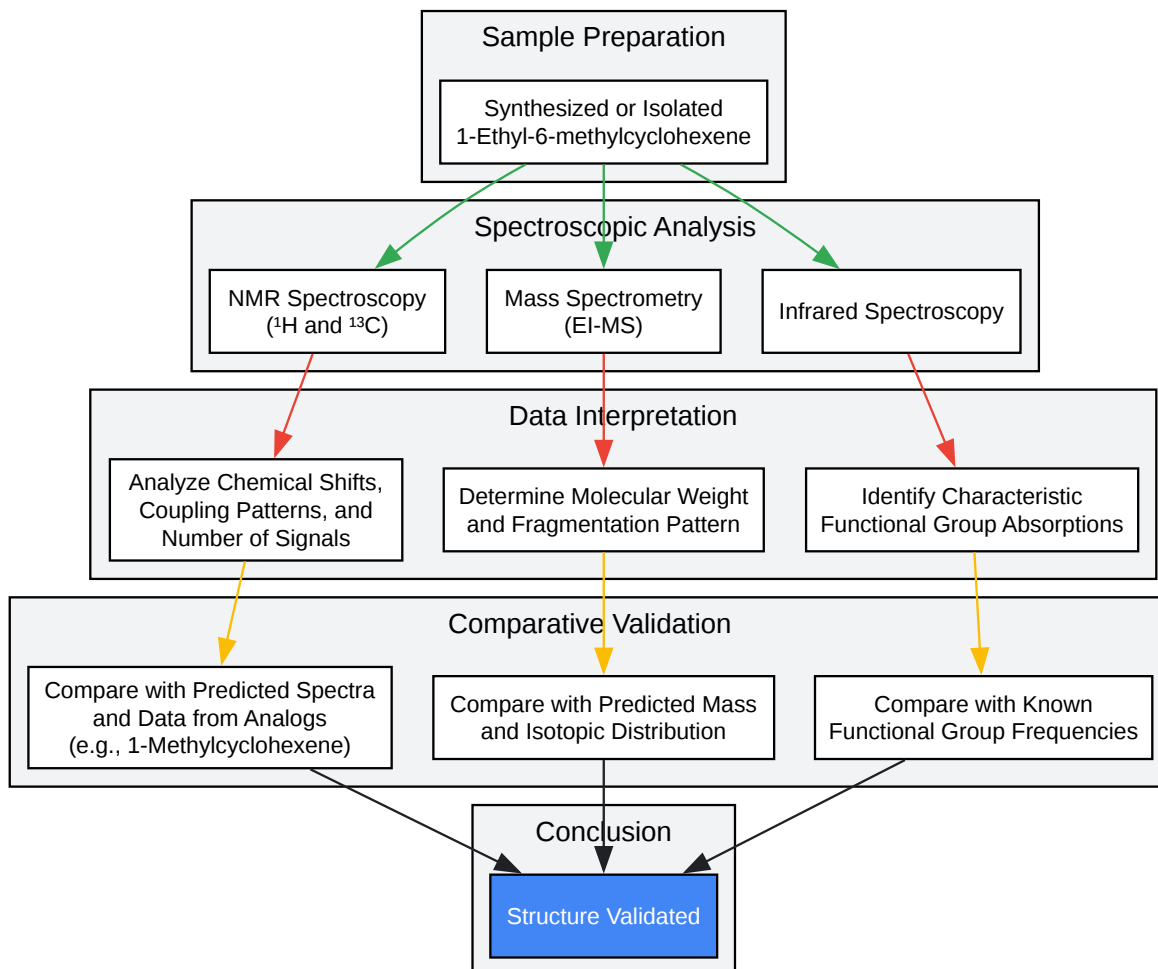 Sample Preparation
Synthesized or Isolated
1-Ethyl-6-methylcyclohexene
Spectroscopic Analysis
NMR Spectroscopy
(¹H and ¹³C)
Mass Spectrometry
(EI-MS)
Infrared Spectroscopy
Data Interpretation
Analyze Chemical Shifts,
Coupling Patterns, and
Number of Signals
Determine Molecular Weight
and Fragmentation Pattern
Identify Characteristic
Functional Group Absorptions
Comparative Validation
Compare with Predicted Spectra
and Data from Analogs
(e.g., 1-Methylcyclohexene)
Compare with Predicted Mass
and Isotopic Distribution
Compare with Known
Functional Group Frequencies
Conclusion
Structure Validated